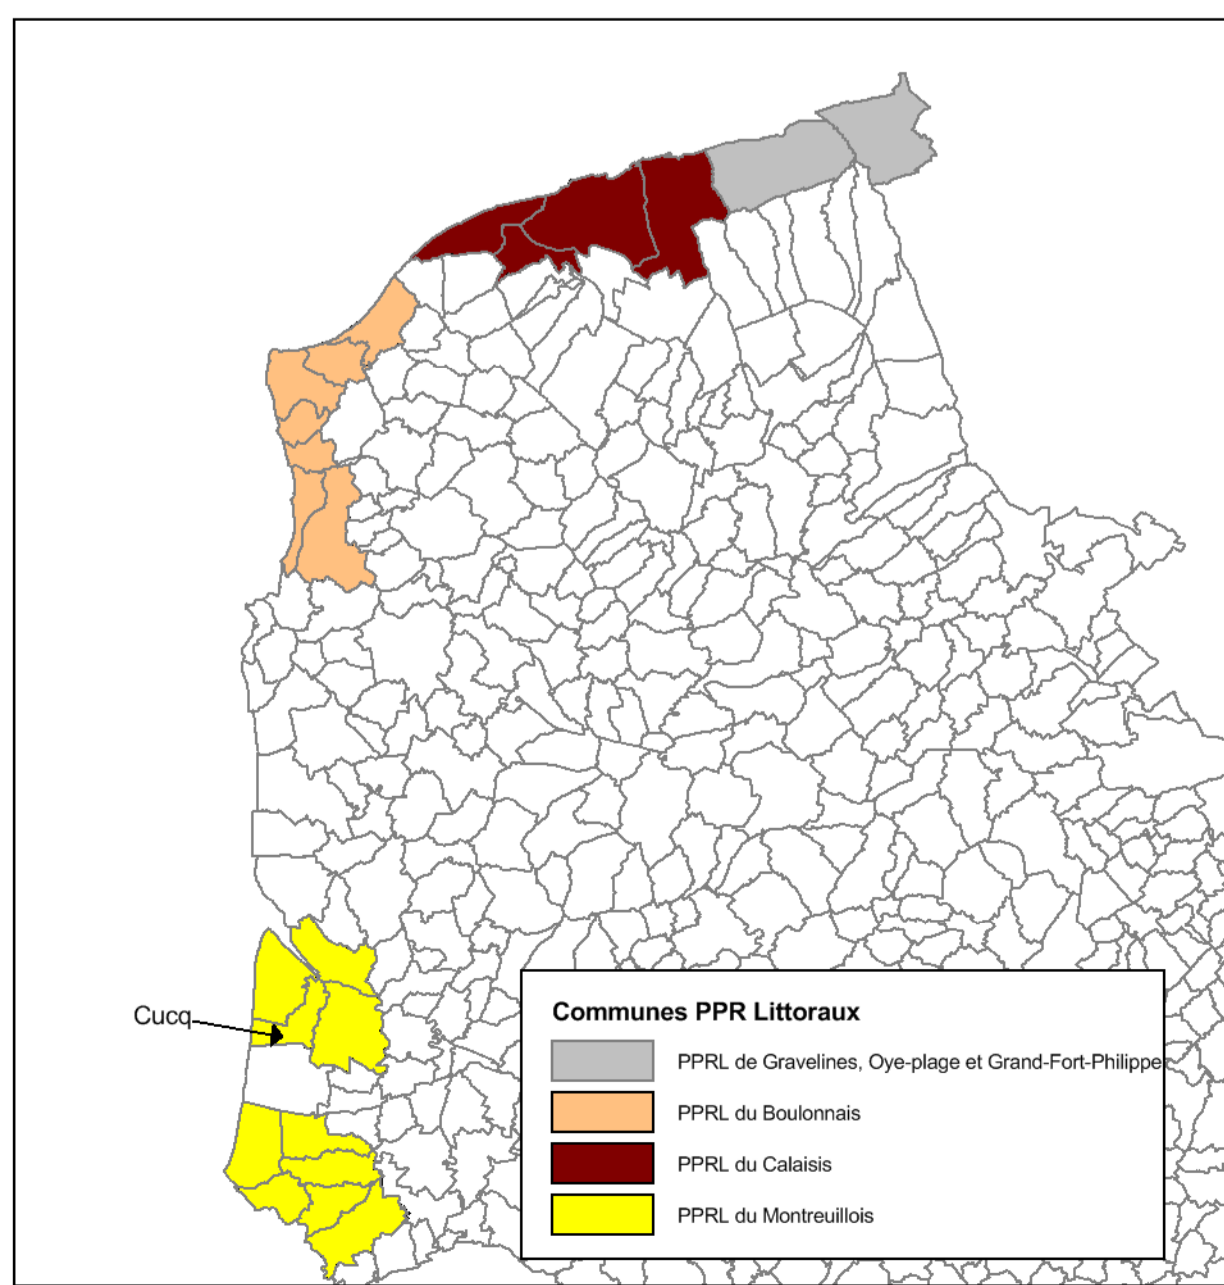 Cucq
Communes PPR Littoraux
PPRL de Gravelines, Oye-plage et Grand-Fort-Philippe
PPRL du Boulonnais
PPRL du Calaisis
PPRL du Montreuillois